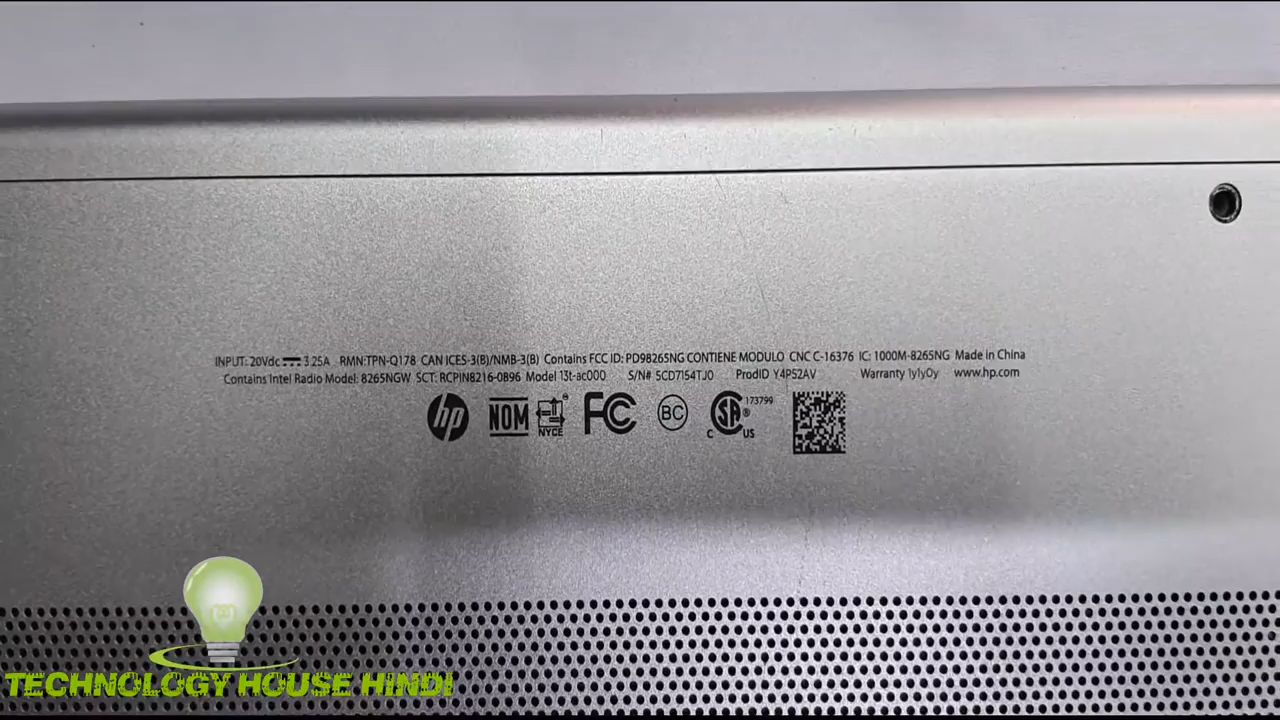 INPUT: 20Vdc 3.25A RMN:TPN-Q178 CAN ICES-3(B)/NMB-3(B) Contains FCC ID: PD98265NG CONTIENE MODULO CNC C-16376 IC: 1000M-8265NG Made in China
Contains Intel Radio Model: 8265NGW SCT: RCPIN8216-0896 Model 13t-ac000 S/N# 5CD7154TJ0 ProdID Y4P52AV Warranty 1y1y0y www.hp.com
hp NOM NYCE ® FC BC C SA ® US 173799
TECHNOLOGY HOUSE HINDI